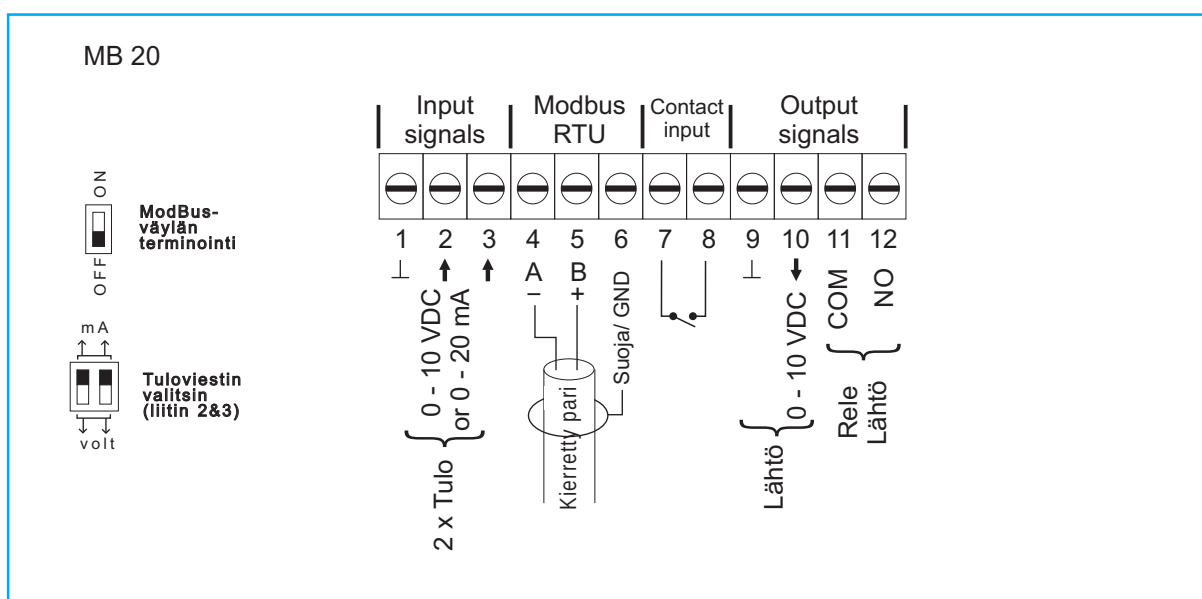 MB 20
Input
signals
Modbus
RTU
Contact
input
Output
signals
ON
OFF
ModBus-
väylän
terminointi
mA
volt
Tuloviestin
valitsin
(liitin 2&3)
1 2 3 4 5 6 7 8 9 10 11 12
0 - 10 VDC
or 0 - 20 mA
2 x Tulo
A
–
B
+
Suoja/ GND
Kierretty pari
0 - 10 VDC
Lähtö
COM
NO
Rele
Lähtö